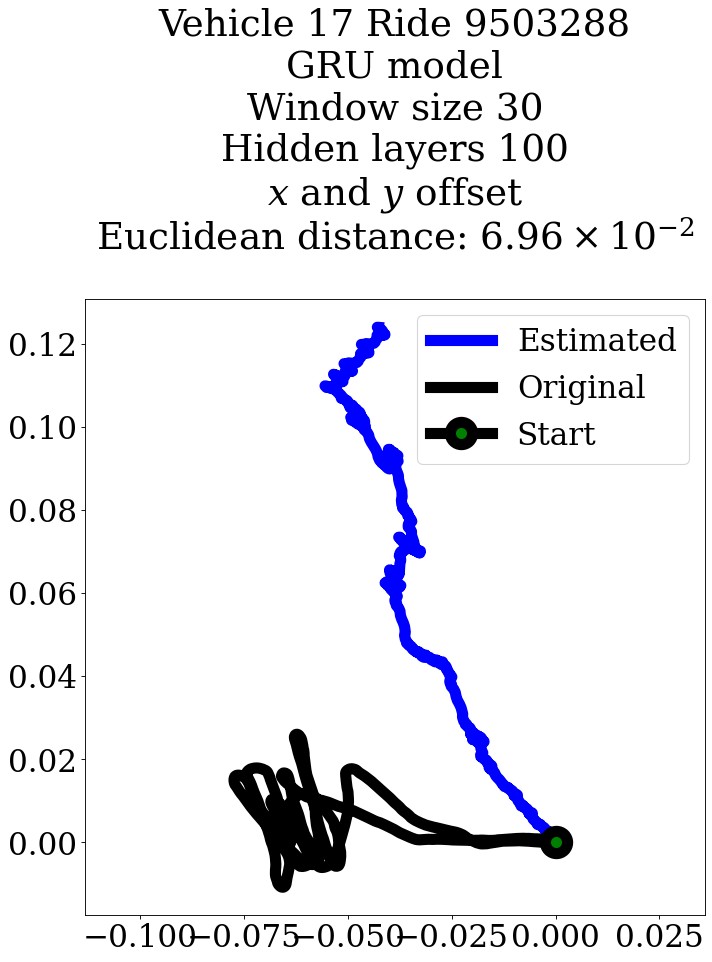 Vehicle 17 Ride 9503288
GRU model
Window size 30
Hidden layers 100
x and y offset
Euclidean distance: 6.96 × 10⁻²
Estimated
Original
Start
0.12
0.10
0.08
0.06
0.04
0.02
0.00
−0.100 −0.075 −0.050 −0.025 0.000 0.025